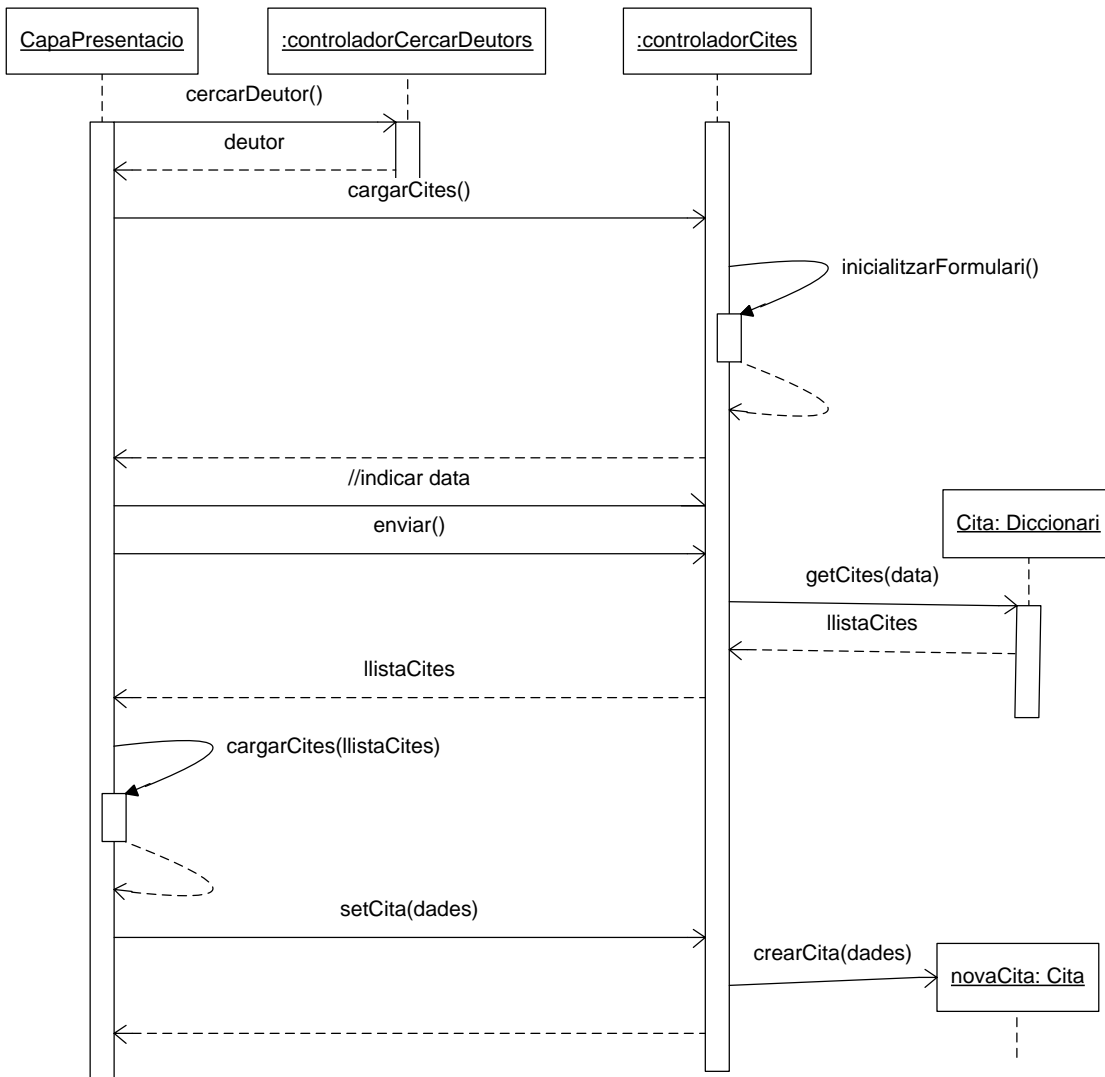 CapaPresentacio
:controladorCercarDeutors
:controladorCites
cercarDeutor()
deutor
cargarCites()
inicialitzarFormulari()
//indicar data
enviar()
Cita: Diccionari
getCites(data)
llistaCites
llistaCites
cargarCites(llistaCites)
setCita(dades)
crearCita(dades)
novaCita: Cita